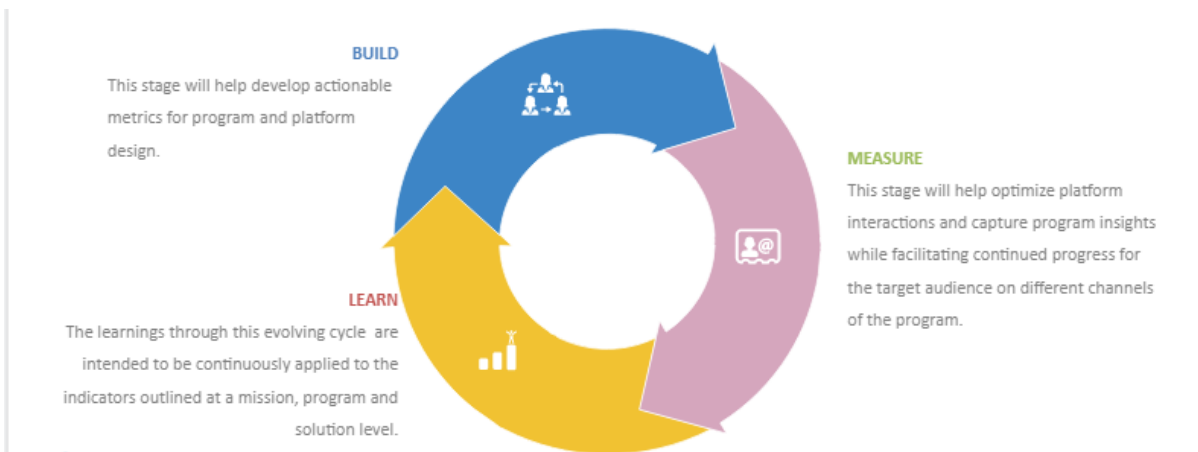 BUILD
This stage will help develop actionable
metrics for program and platform
design.
MEASURE
This stage will help optimize platform
interactions and capture program insights
while facilitating continued progress for
the target audience on different channels
of the program.
LEARN
The learnings through this evolving cycle are
intended to be continuously applied to the
indicators outlined at a mission, program and
solution level.
@